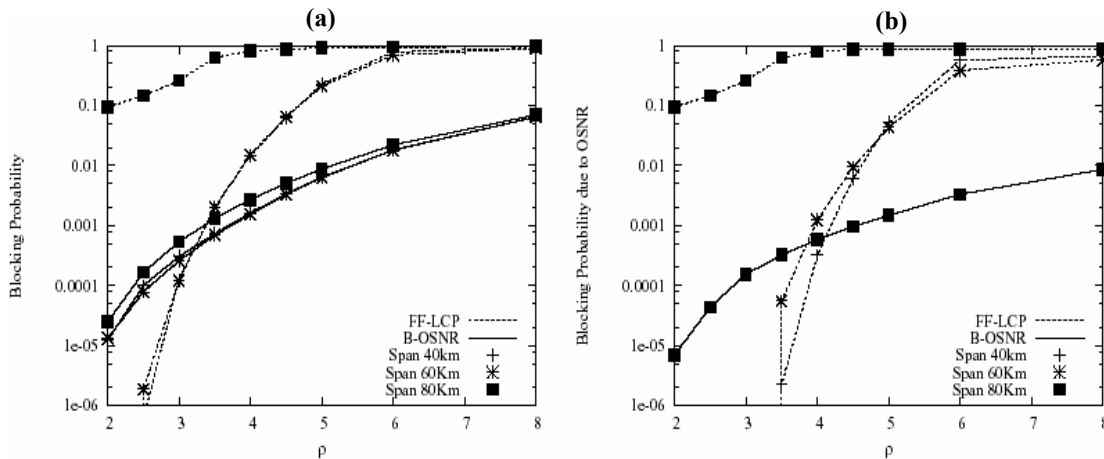 (a)
Blocking Probability
1
0.1
0.01
0.001
0.0001
1e-05
1e-06
2 3 4 5 6 7 8
ρ
FF-LCP
B-OSNR
Span 40km
Span 60Km
Span 80Km
(b)
Blocking Probability due to OSNR
1
0.1
0.01
0.001
0.0001
1e-05
1e-06
2 3 4 5 6 7 8
ρ
FF-LCP
B-OSNR
Span 40km
Span 60Km
Span 80Km